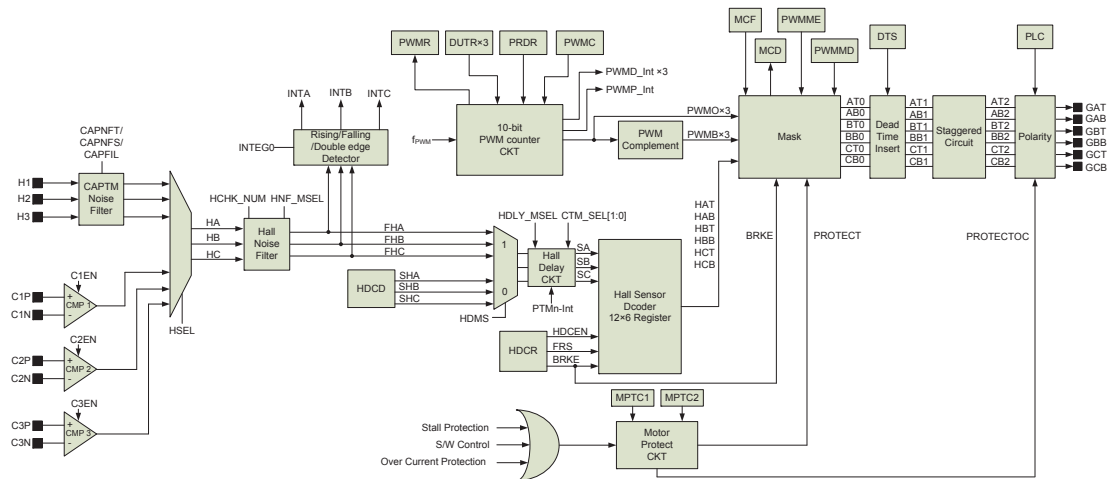 MCF
PWMME
MCD
PWMMD
DTS
PLC
PWMR
DUTR×3
PRDR
PWMC
PWMD_Int ×3
PWMP_Int
INTA
INTB
INTC
CAPNFT/
CAPNFS/
CAPFIL
INTEG0
Rising/Falling
/Double edge
Detector
fPWM
10-bit
PWM counter
CKT
PWMO×3
PWM
Complement
PWMB×3
Mask
AT0
AB0
BT0
BB0
CT0
CB0
Dead
Time
Insert
AT1
AB1
BT1
BB1
CT1
CB1
Staggered
Circuit
AT2
AB2
BT2
BB2
CT2
CB2
Polarity
GAT
GAB
GBT
GBB
GCT
GCB
H1
H2
H3
CAPTM
Noise
Filter
HCHK_NUM
HNF_MSEL
HA
HB
HC
Hall
Noise
Filter
FHA
FHB
FHC
HDLY_MSEL
CTM_SEL[1:0]
HAT
HAB
HBT
HBB
HCT
HCB
BRKE
PROTECT
PROTECTOC
1
0
Hall
Delay
CKT
SA
SB
SC
HDCD
SHA
SHB
SHC
HDMS
PTMn-Int
Hall Sensor
Dcoder
12×6 Register
C1EN
C1P
C1N
+
-
CMP 1
HSEL
HDCR
HDCEN
FRS
BRKE
C2EN
C2P
C2N
+
-
CMP 2
C3EN
C3P
C3N
+
-
CMP 3
MPTC1
MPTC2
Stall Protection
S/W Control
Over Current Protection
Motor
Protect
CKT